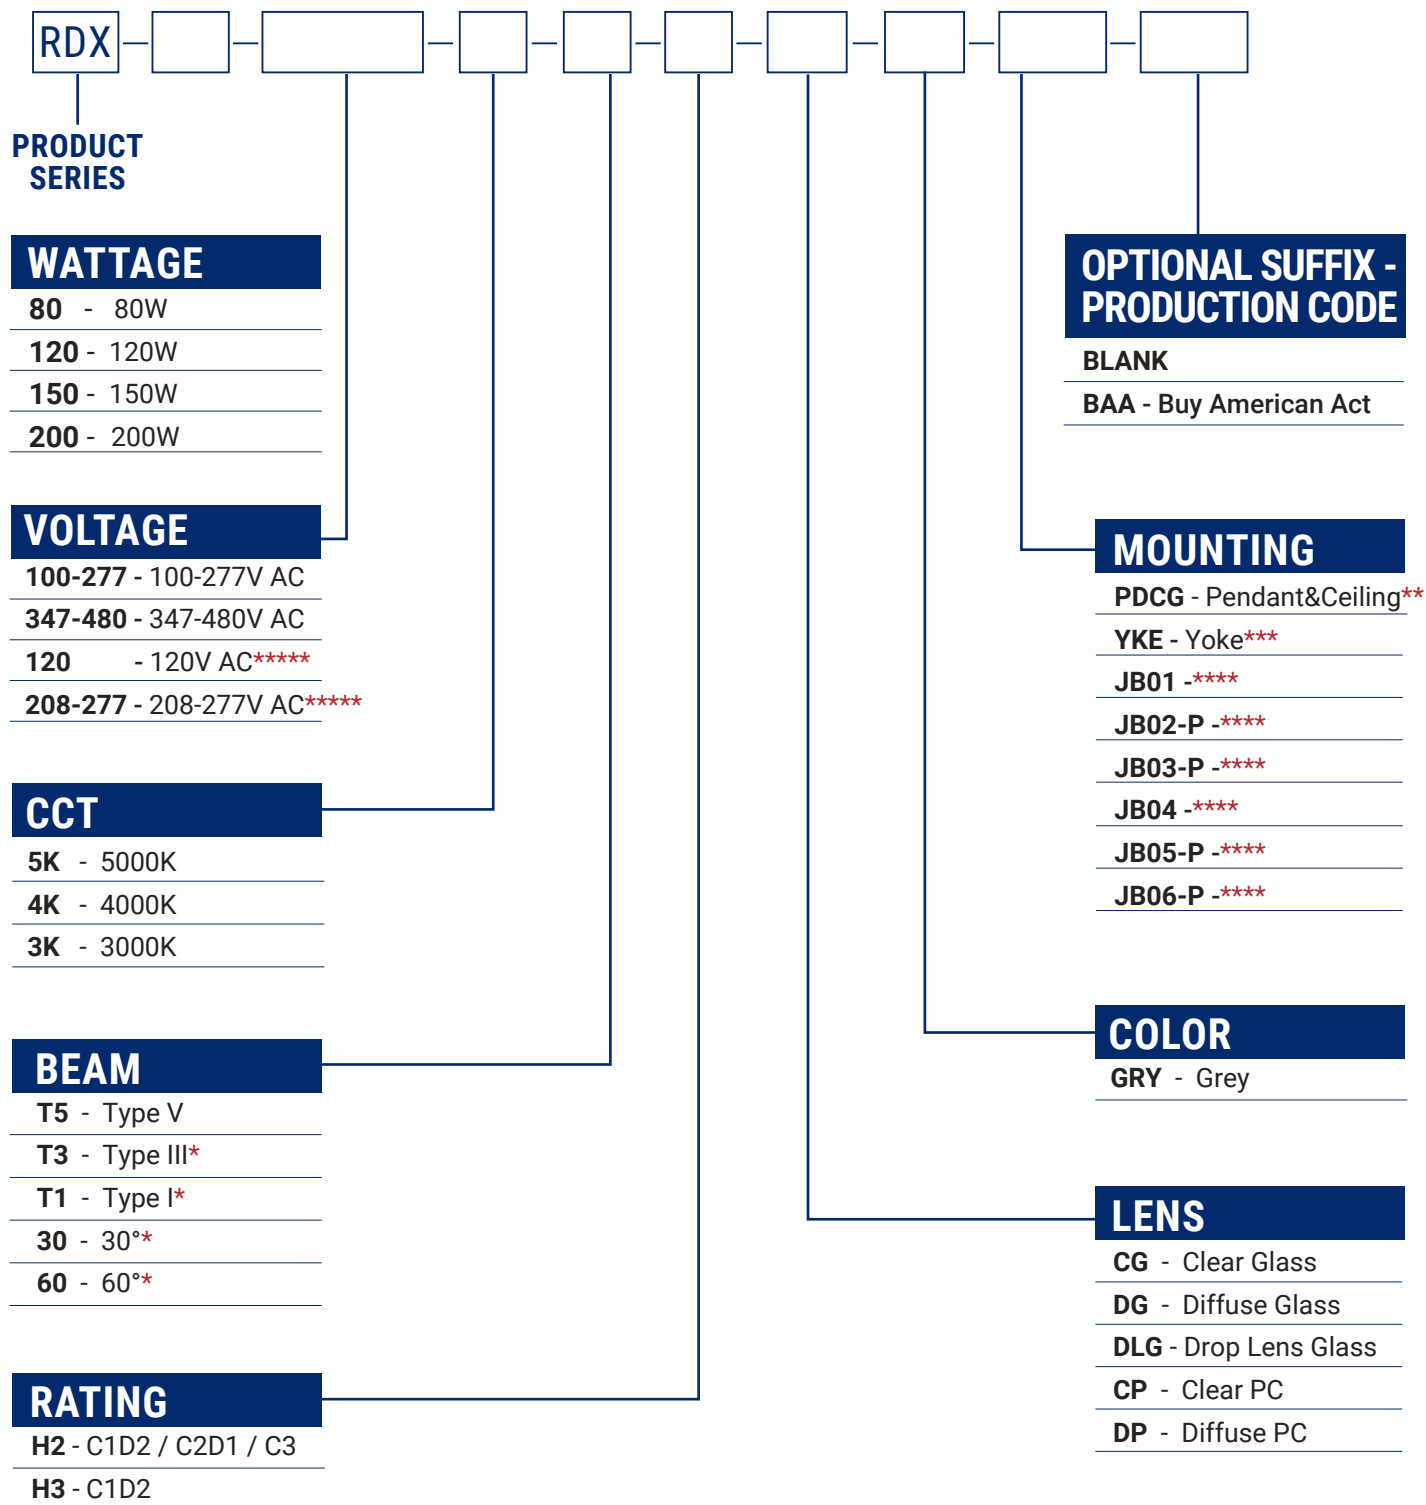 RDX
PRODUCT
SERIES
WATTAGE
80 - 80W
120 - 120W
150 - 150W
200 - 200W
VOLTAGE
100-277 - 100-277V AC
347-480 - 347-480V AC
120 - 120V AC*****
208-277 - 208-277V AC*****
CCT
5K - 5000K
4K - 4000K
3K - 3000K
BEAM
T5 - Type V
T3 - Type III*
T1 - Type I*
30 - 30°*
60 - 60°*
RATING
H2 - C1D2 / C2D1 / C3
H3 - C1D2
OPTIONAL SUFFIX -
PRODUCTION CODE
BLANK
BAA - Buy American Act
MOUNTING
PDCG - Pendant&Ceiling**
YKE - Yoke***
JB01 -****
JB02-P -****
JB03-P -****
JB04 -****
JB05-P -****
JB06-P -****
COLOR
GRY - Grey
LENS
CG - Clear Glass
DG - Diffuse Glass
DLG - Drop Lens Glass
CP - Clear PC
DP - Diffuse PC